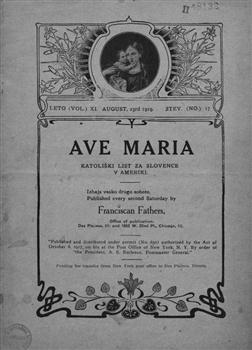 LETO (VOL.) XI. AUGUST, 23rd 1919. ŠTEV. (NO.) 17
AVE MARIA
KATOLIŠKI LIST ZA SLOVENCE
V AMERIKI.
Izhaja vsako drugo soboto.
Published every second Saturday by
Franciscan Fathers,
Office of publication:
Des Plaines, Ill. and 1852 W. 22nd Pl., Chicago, Ill.
"Published and distributed under permit (No. 650) authorized by the Act of
October 6, 1917, on file at the Post Office of New York, N. Y. By order of
the President, A. S. Burleson, Postmaster General."
Pending for transfer from New York post office to Des Plaines, Illinois.